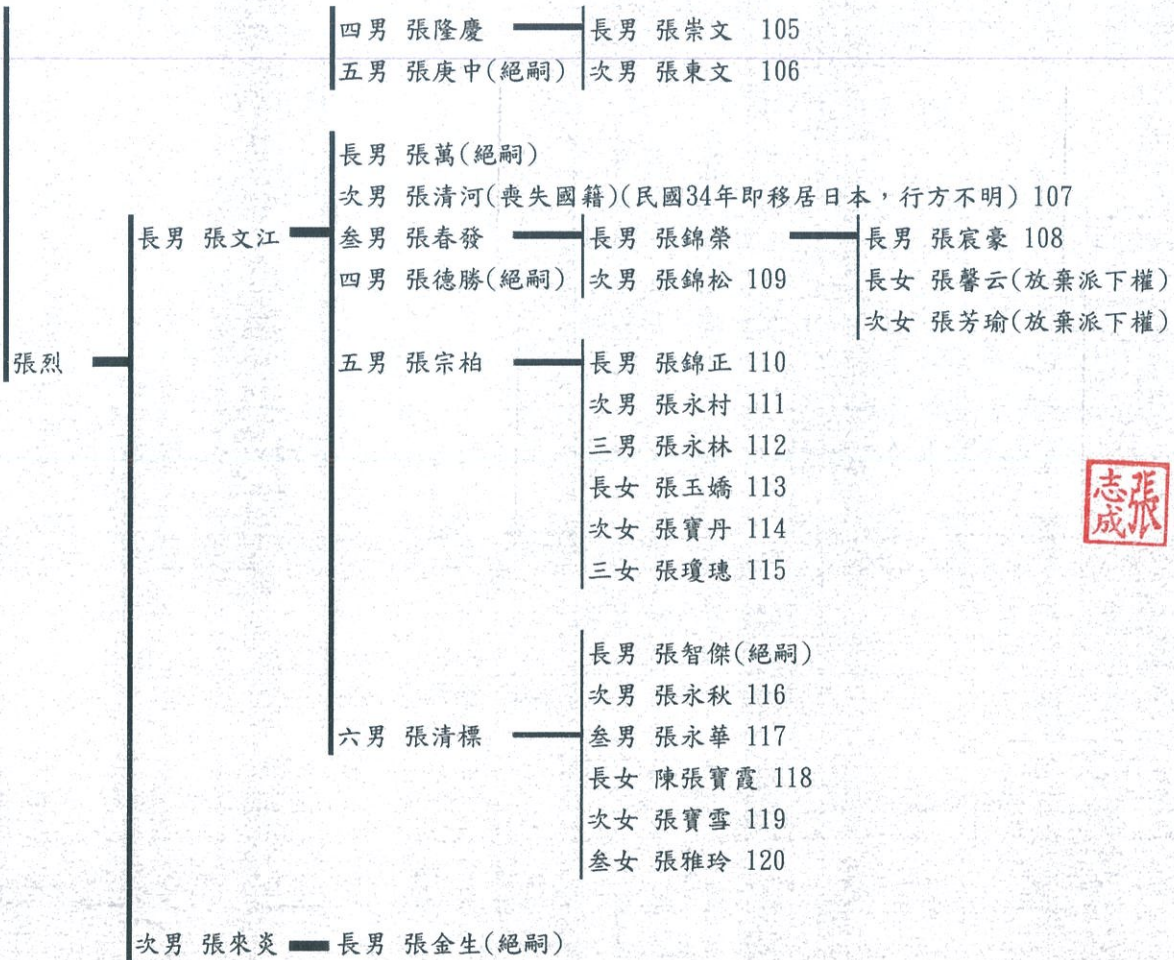 四男 張隆慶 長男 張崇文 105
五男 張庚中(絕嗣) 次男 張東文 106
長男 張萬(絕嗣)
次男 張清河(喪失國籍)(民國34年即移居日本，行方不明) 107
長男 張文江 叁男 張春發 長男 張錦榮 長男 張宸豪 108
四男 張德勝(絕嗣) 次男 張錦松 109 長女 張馨云(放棄派下權)
次女 張芳瑜(放棄派下權)
張烈 五男 張宗柏 長男 張錦正 110
次男 張永村 111
三男 張永林 112
長女 張玉嬌 113
次女 張寶丹 114
三女 張瓊璁 115
張志成
長男 張智傑(絕嗣)
次男 張永秋 116
六男 張清標 叁男 張永華 117
長女 陳張寶霞 118
次女 張寶雪 119
叁女 張雅玲 120
次男 張來炎 長男 張金生(絕嗣)